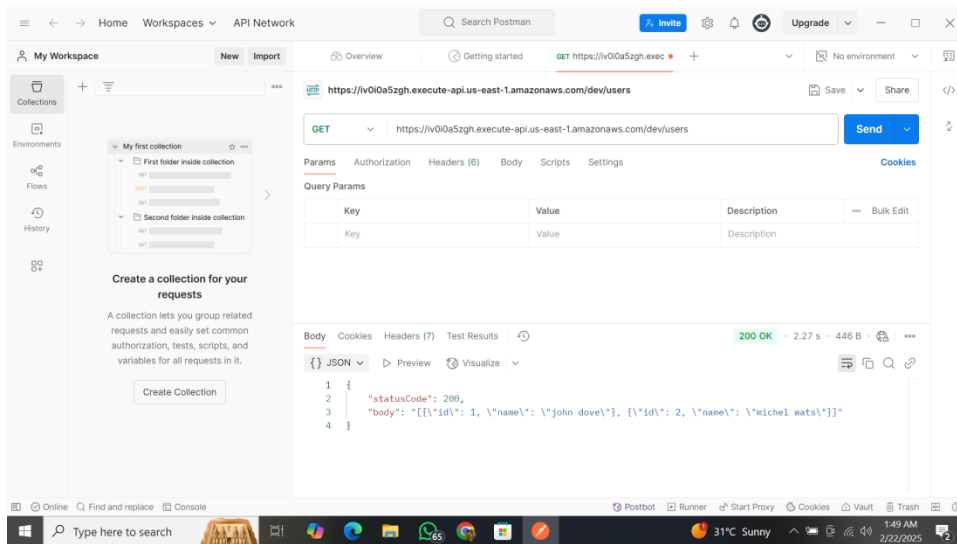 Home Workspaces API Network Search Postman Invite Upgrade
My Workspace New Import Overview Getting started GET https://iv0i0a5zgh.exec No environment
Collections
Environments
Flows
History
My first collection
First folder inside collection
GET
POST
GET
Second folder inside collection
GET
GET
Create a collection for your
requests
A collection lets you group related
requests and easily set common
authorization, tests, scripts, and
variables for all requests in it.
Create Collection
HTTP https://iv0i0a5zgh.execute-api.us-east-1.amazonaws.com/dev/users Save Share
GET https://iv0i0a5zgh.execute-api.us-east-1.amazonaws.com/dev/users Send
Params Authorization Headers (6) Body Scripts Settings Cookies
Query Params
Key Value Description Bulk Edit
Key Value Description
Body Cookies Headers (7) Test Results 200 OK 2.27 s 446 B
{} JSON Preview Visualize
1 {
2 "statusCode": 200,
3 "body": "[{\"id\": 1, \"name\": \"john dove\"}, {\"id\": 2, \"name\": \"michel wats\"}]"
4 }
Online Find and replace Console Postbot Runner Start Proxy Cookies Vault Trash
Type here to search 65 31°C Sunny 1:49 AM
2/22/2025 2